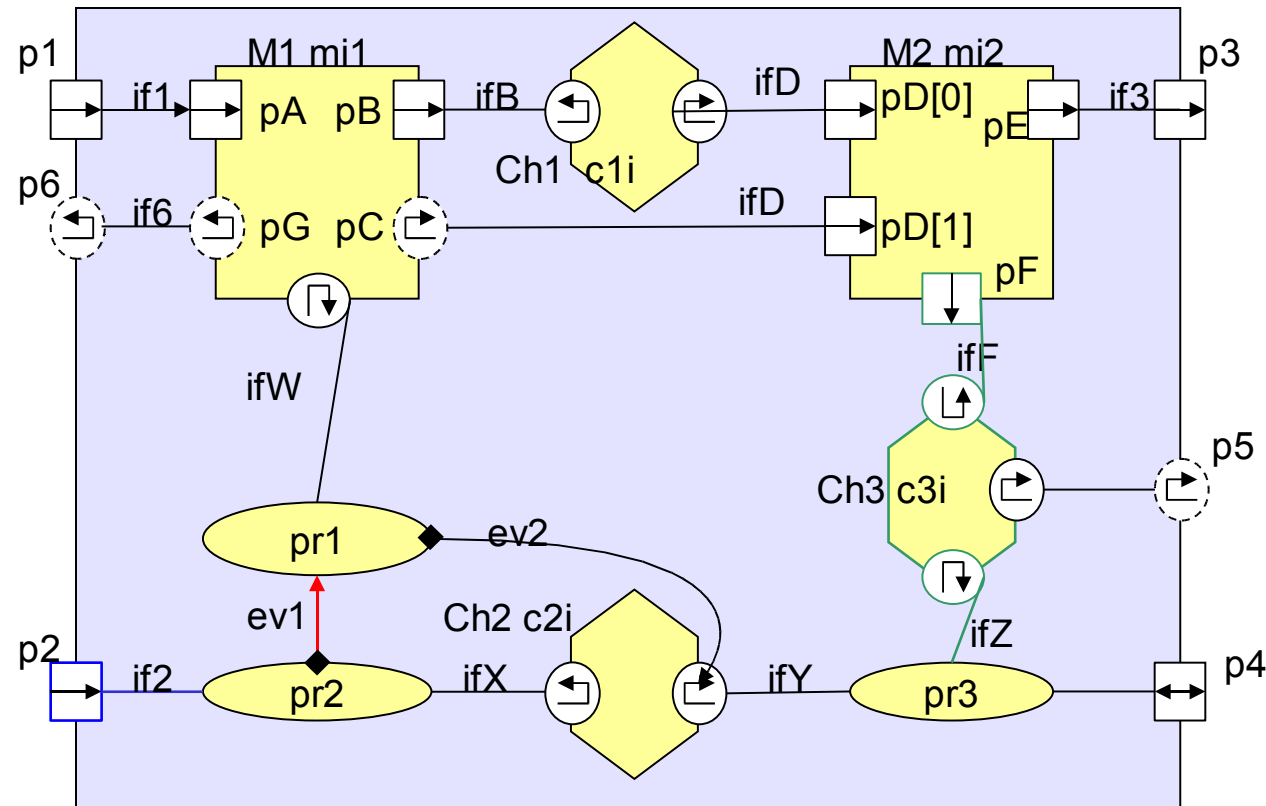 p1
M1 mi1
M2 mi2
p3
if1
pA
pB
ifB
ifD
pD[0]
pE
if3
Ch1 c1i
p6
if6
pG
pC
ifD
pD[1]
pF
ifW
ifF
p5
Ch3 c3i
pr1
ev2
ev1
Ch2 c2i
ifZ
p2
if2
pr2
ifX
ifY
pr3
p4